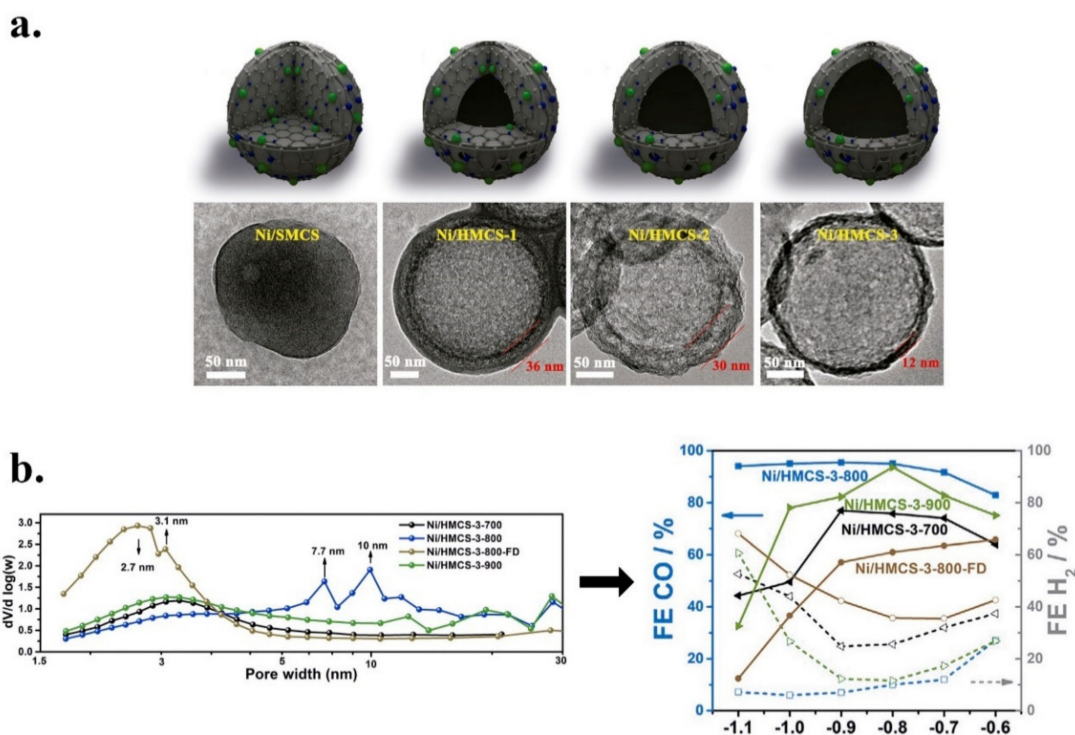 a.
Ni/SMCS
50 nm
Ni/HMCS-1
50 nm
36 nm
Ni/HMCS-2
50 nm
30 nm
Ni/HMCS-3
50 nm
12 nm
b.
dV/d log(w)
3.0
2.5
2.0
1.5
1.0
0.5
0.0
3.1 nm
2.7 nm
7.7 nm
10 nm
Ni/HMCS-3-700
Ni/HMCS-3-800
Ni/HMCS-3-800-FD
Ni/HMCS-3-900
1.5 3 5 10 30
Pore width (nm)
FE CO / %
100
80
60
40
20
0
Ni/HMCS-3-800
Ni/HMCS-3-900
Ni/HMCS-3-700
Ni/HMCS-3-800-FD
100
80
60
40
20
0
FE H2 / %
-1.1 -1.0 -0.9 -0.8 -0.7 -0.6